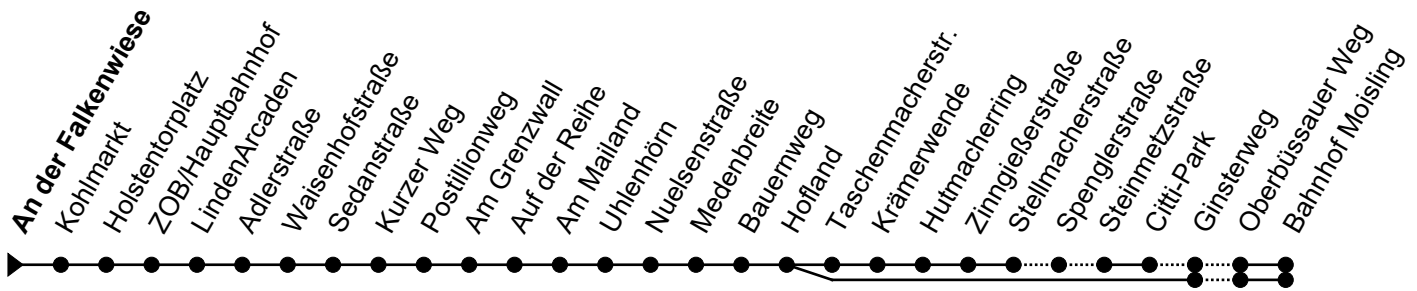 An der Falkenwiese
Kohlmarkt
Holstentorplatz
ZOB/Hauptbahnhof
LindenArcaden
Adlerstraße
Waisenhofstraße
Sedanstraße
Kurzer Weg
Postillionweg
Am Grenzwall
Auf der Reihe
Am Mailand
Uhlenhörn
Nuelsenstraße
Medenbreite
Bauernweg
Hofland
Taschenmacherstr.
Krämerwende
Hutmacherring
Zinngießerstraße
Stellmacherstraße
Spenglerstraße
Steinmetzstraße
Citti-Park
Ginsterweg
Oberbüssauer Weg
Bahnhof Moisling